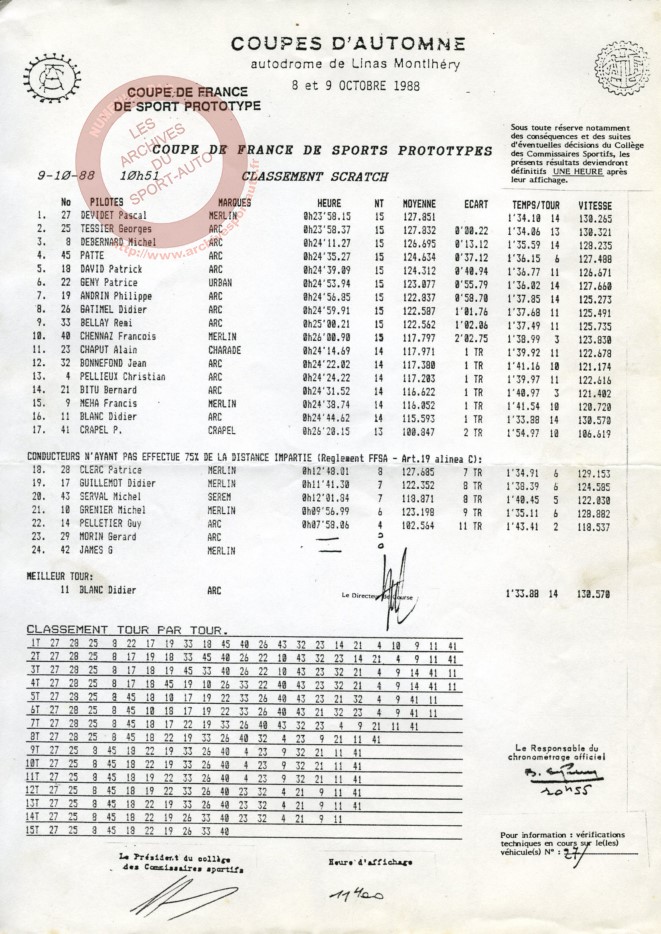 COUPES D'AUTOMNE
autodrome de Linas Montlhéry
8 et 9 OCTOBRE 1988
COUPE DE FRANCE
DE SPORT PROTOTYPE
LES
ARCHIVES
DU
SPORT-AUTO
Sous toute réserve notamment
des conséquences et des suites
d'éventuelles décisions du Collège
des Commissaires Sportifs, les
présents résultats deviendront
définitifs UNE HEURE après
leur affichage.
COUPE DE FRANCE DE SPORTS PROTOTYPES
9-10-88 10h51 CLASSEMENT SCRATCH
No PILOTES MARQUES HEURE NT MOYENNE ECART TEMPS/TOUR VITESSE
1. 27 DEVIDET Pascal MERLIN 0h23'58.15 15 127.851 1'34.10 14 130.265
2. 25 TESSIER Georges ARC 0h23'58.37 15 127.832 0'00.22 1'34.06 13 130.321
3. 8 DEBERNARD Michel ARC 0h24'11.27 15 126.695 0'13.12 1'35.59 14 128.235
4. 45 PATTE ARC 0h24'35.27 15 124.634 0'37.12 1'36.15 6 127.488
5. 18 DAVID Patrick ARC 0h24'39.09 15 124.312 0'40.94 1'36.77 11 126.671
6. 22 GENY Patrice URBAN 0h24'53.94 15 123.077 0'55.79 1'36.02 14 127.660
7. 19 ANDRIN Philippe ARC 0h24'56.85 15 122.837 0'58.70 1'37.85 14 125.273
8. 26 GATIMEL Didier ARC 0h24'59.91 15 122.587 1'01.76 1'37.68 11 125.491
9. 33 BELLAY Remi ARC 0h25'00.21 15 122.562 1'02.06 1'37.49 11 125.735
10. 40 CHENNAZ Francois MERLIN 0h26'00.90 15 117.797 2'02.75 1'38.99 3 123.830
11. 23 CHAPUT Alain CHARADE 0h24'14.69 14 117.971 1 TR 1'39.92 11 122.678
12. 32 BONNEFOND Jean ARC 0h24'22.02 14 117.380 1 TR 1'41.16 10 121.174
13. 4 PELLIEUX Christian ARC 0h24'24.22 14 117.203 1 TR 1'39.97 11 122.616
14. 21 BITU Bernard ARC 0h24'31.52 14 116.622 1 TR 1'40.97 3 121.402
15. 9 MEHA Francis MERLIN 0h24'38.74 14 116.052 1 TR 1'41.54 10 120.720
16. 11 BLANC Didier ARC 0h24'44.62 14 115.593 1 TR 1'33.88 14 130.570
17. 41 CRAPEL P. CRAPEL 0h26'20.15 13 100.847 2 TR 1'54.97 10 106.619
CONDUCTEURS N'AYANT PAS EFFECTUE 75% DE LA DISTANCE IMPARTIE (Reglement FFSA - Art.19 alinea C):
18. 28 CLERC Patrice MERLIN 0h12'48.01 8 127.685 7 TR 1'34.91 6 129.153
19. 17 GUILLEMOT Didier MERLIN 0h11'41.30 7 122.352 8 TR 1'38.39 6 124.585
20. 43 SERVAL Michel SEREM 0h12'01.84 7 118.871 8 TR 1'40.45 5 122.030
21. 10 GRENIER Michel MERLIN 0h09'56.99 6 123.198 9 TR 1'35.11 6 128.882
22. 14 PELLETIER Guy ARC 0h07'58.06 4 102.564 11 TR 1'43.41 2 118.537
23. 29 MORIN Gerard ARC
24. 42 JAMES G MERLIN
MEILLEUR TOUR:
11 BLANC Didier ARC 1'33.88 14 130.570
Le Directeur de Course
CLASSEMENT TOUR PAR TOUR.
1T 27 28 25 8 22 17 19 33 18 45 40 26 43 32 23 14 21 4 10 9 11 41
2T 27 28 25 8 17 19 18 33 45 40 26 22 10 43 32 23 14 21 4 9 11 41
3T 27 28 25 8 17 18 19 45 33 40 26 22 10 43 23 32 21 4 9 14 41 11
4T 27 28 25 8 17 18 45 19 10 26 33 22 40 43 23 32 21 4 9 14 41 11
5T 27 28 25 8 45 18 10 17 19 22 33 26 40 43 23 21 32 4 9 41 11
6T 27 28 25 8 45 10 18 17 19 22 33 26 40 43 21 32 23 4 9 41 11
7T 27 28 25 8 45 18 17 22 19 33 26 40 43 32 23 4 9 21 11 41
8T 27 28 25 8 45 18 22 19 33 26 40 32 4 23 9 21 11 41
9T 27 25 8 45 18 22 19 33 26 40 4 23 9 32 21 11 41
10T 27 25 8 45 18 22 19 33 26 40 4 23 9 32 21 11 41
11T 27 25 8 45 18 19 22 33 26 40 4 23 9 32 21 11 41
12T 27 25 8 45 18 19 22 33 26 40 23 32 4 21 9 11 41
13T 27 25 8 45 18 22 19 33 26 40 23 32 4 21 9 11 41
14T 27 25 8 45 18 22 19 26 33 40 23 32 4 21 9 11
15T 27 25 8 45 18 22 19 26 33 40
Le Responsable du
chronometrage officiel
10h55
Pour information : vérifications
techniques en cours sur le(les)
véhicule(s) N° : 27/
Le Président du collège
des Commissaires sportifs
Heure d'affichage
11h00